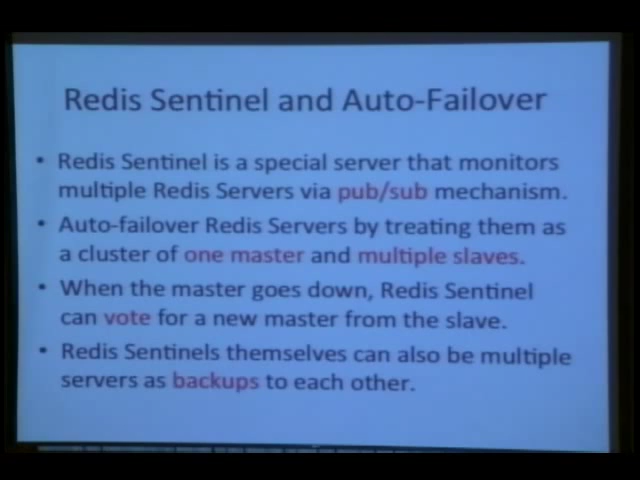 Redis Sentinel and Auto-Failover
• Redis Sentinel is a special server that monitors
multiple Redis Servers via pub/sub mechanism.
• Auto-failover Redis Servers by treating them as
a cluster of one master and multiple slaves.
• When the master goes down, Redis Sentinel
can vote for a new master from the slave.
• Redis Sentinels themselves can also be multiple
servers as backups to each other.